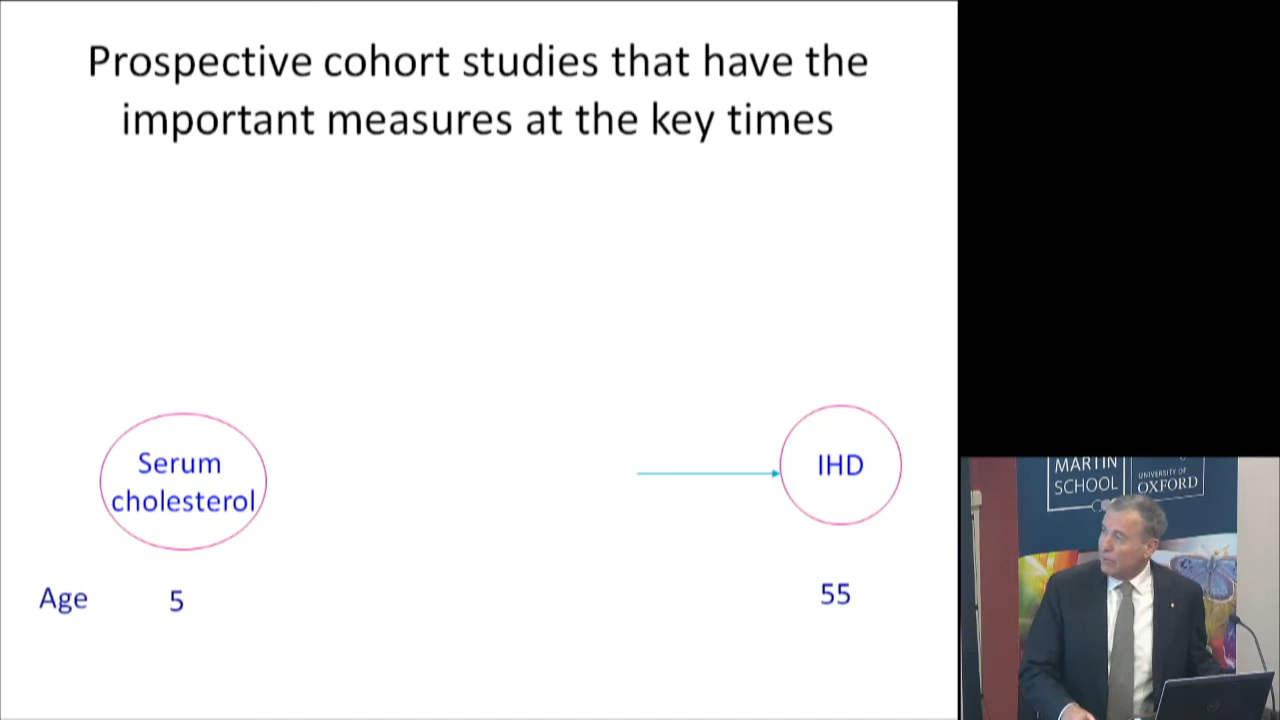 Prospective cohort studies that have the
important measures at the key times
Serum
cholesterol
IHD
Age
5
55
MARTIN
SCHOOL
UNIVERSITY OF
OXFORD